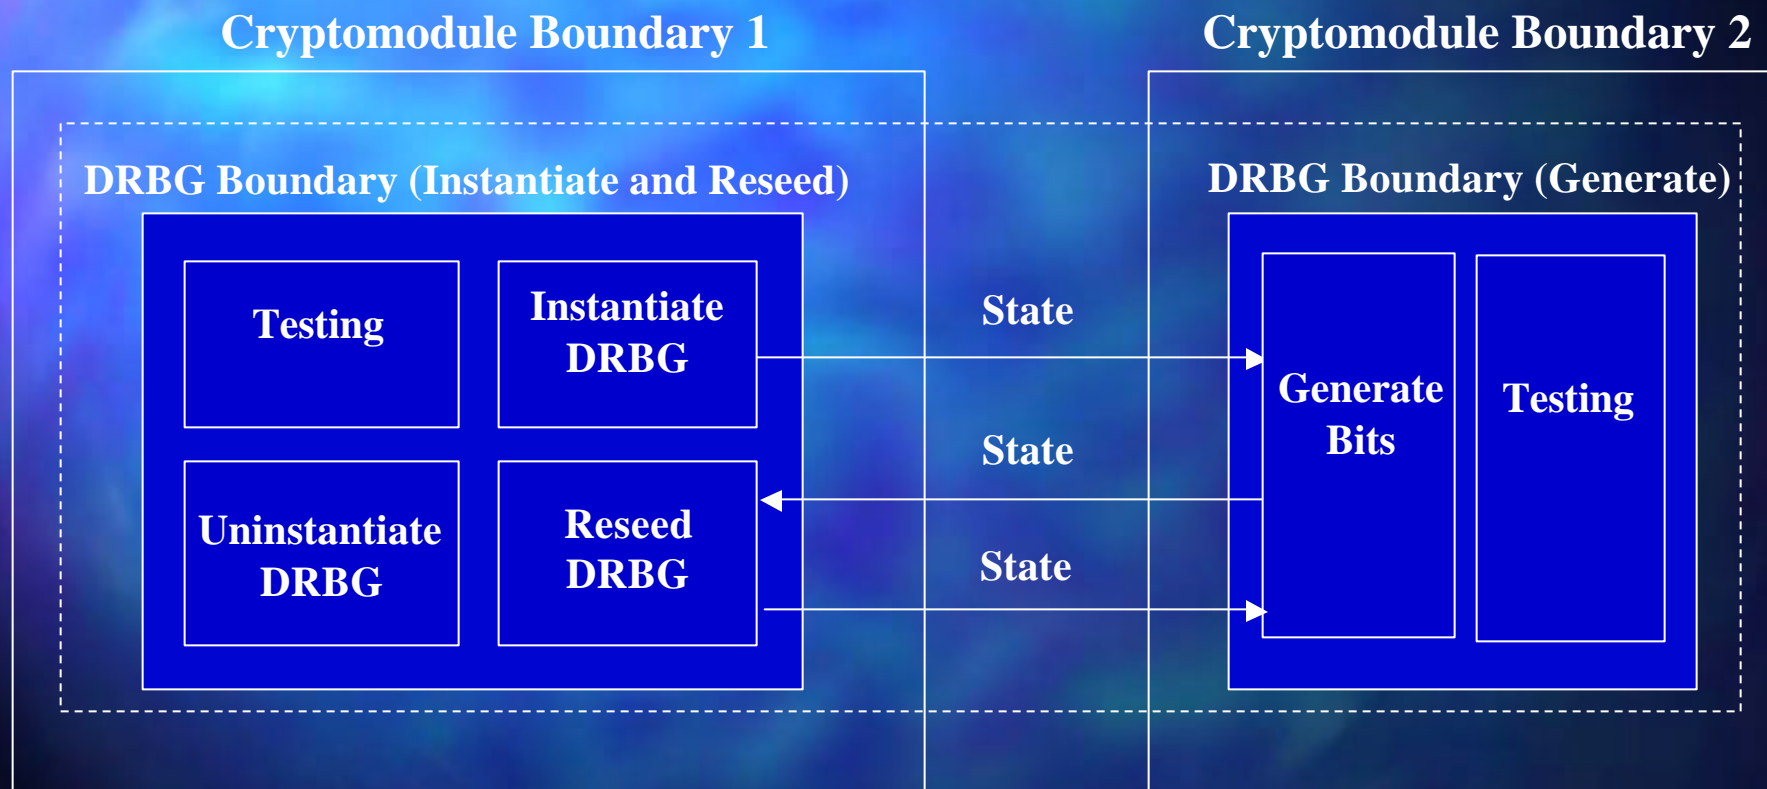 Cryptomodule Boundary 1
Cryptomodule Boundary 2
DRBG Boundary (Instantiate and Reseed)
DRBG Boundary (Generate)
Testing
Instantiate
DRBG
Uninstantiate
DRBG
Reseed
DRBG
State
State
State
Generate
Bits
Testing